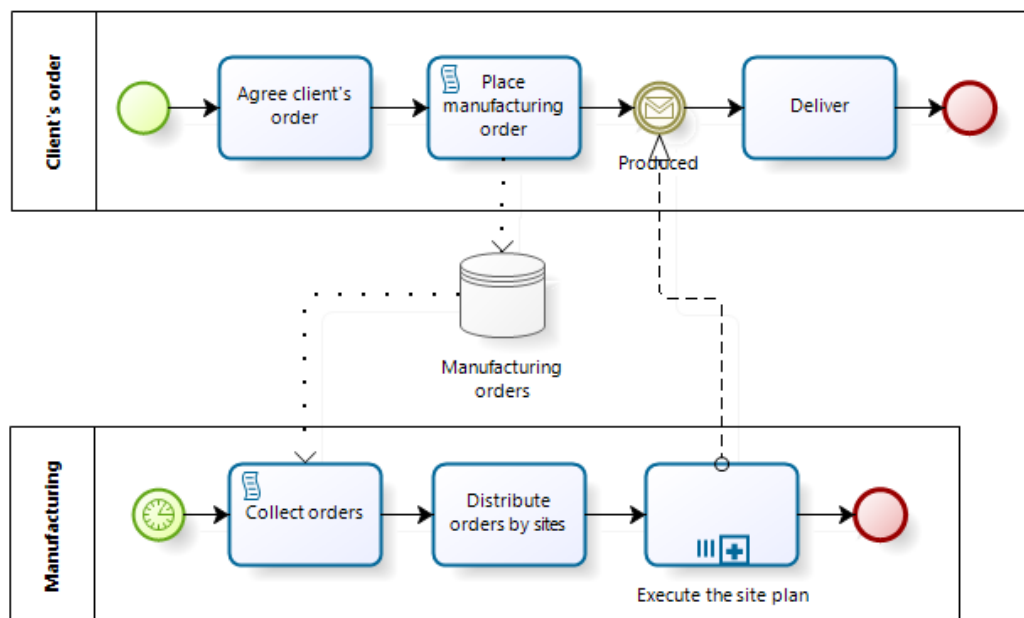 Client's order
Agree client's
order
Place
manufacturing
order
Produced
Deliver
Manufacturing
orders
Manufacturing
Collect orders
Distribute
orders by sites
Execute the site plan